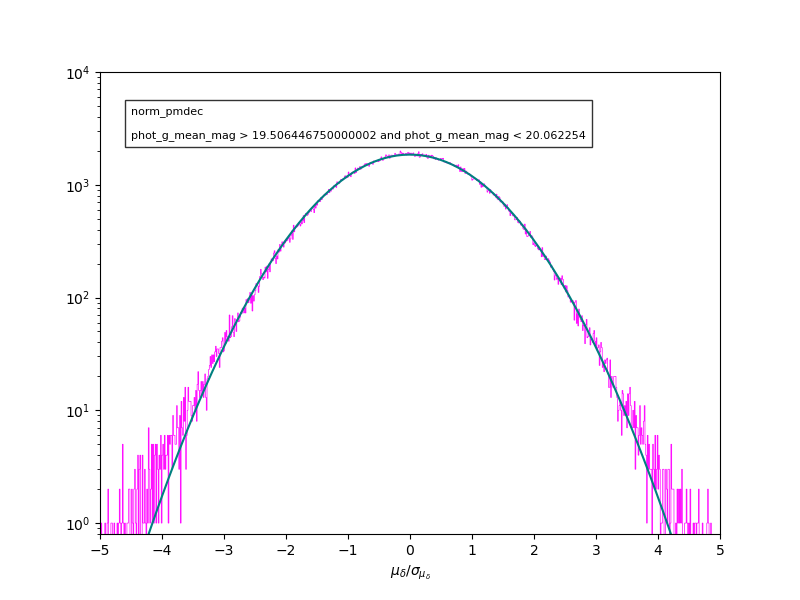 10^4
norm_pmdec
phot_g_mean_mag > 19.506446750000002 and phot_g_mean_mag < 20.062254
10^3
10^2
10^1
10^0
−5 −4 −3 −2 −1 0 1 2 3 4 5
μ_δ/σ_{μ_δ}